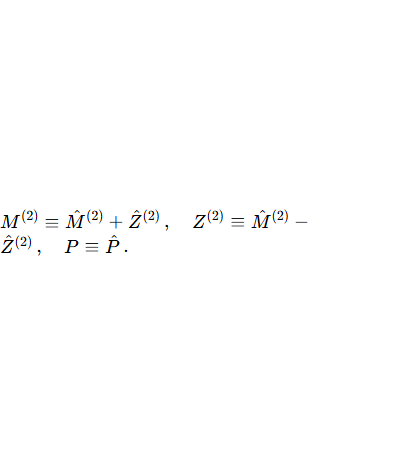 M⁽²⁾ ≡ M̂⁽²⁾ + Ẑ⁽²⁾ , Z⁽²⁾ ≡ M̂⁽²⁾ −
Ẑ⁽²⁾ , P ≡ P̂ .